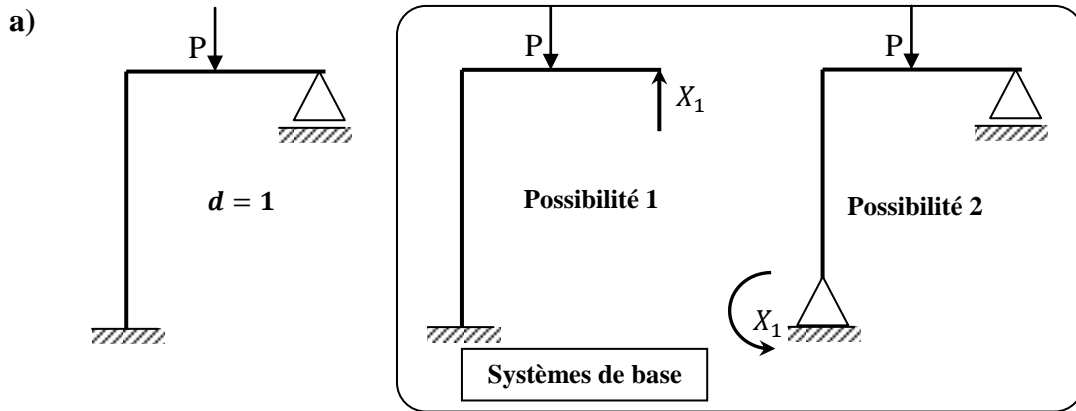 a)
P
d = 1
P
X₁
Possibilité 1
P
Possibilité 2
X₁
Systèmes de base